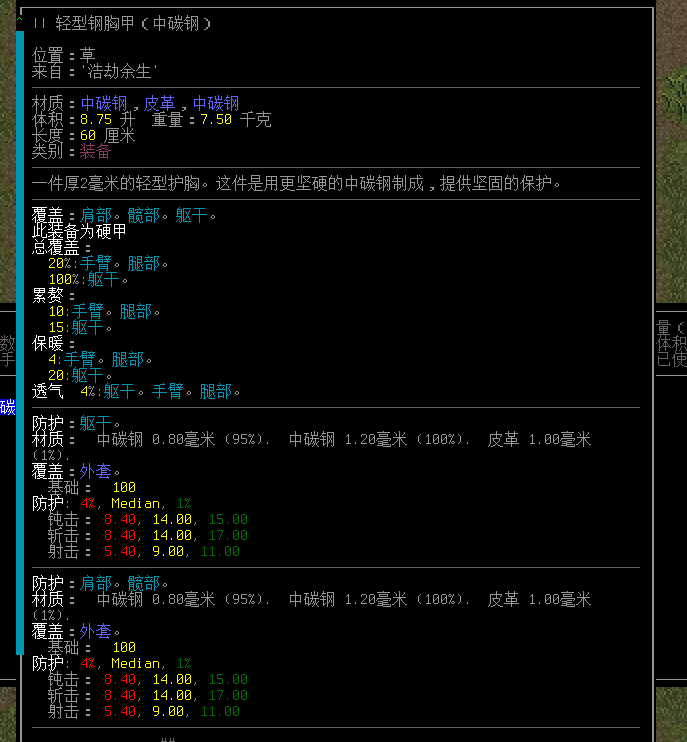 || 轻型钢胸甲（中碳钢）
位置：草
来自：'浩劫余生'
材质：中碳钢，皮革，中碳钢
体积：8.75 升  重量：7.50 千克
长度：60 厘米
类别：装备
一件厚2毫米的轻型护胸。这件是用更坚硬的中碳钢制成，提供坚固的保护。
覆盖：肩部。髋部。躯干。
此装备为硬甲
总覆盖：
20%:手臂。腿部。
100%:躯干。
累赘：
10:手臂。腿部。
15:躯干。
保暖：
4:手臂。腿部。
20:躯干。
透气  4%:躯干。手臂。腿部。
防护：躯干。
材质：  中碳钢 0.80毫米 (95%).  中碳钢 1.20毫米 (100%).  皮革 1.00毫米
(1%).
覆盖：外套。
基础：  100
防护: 4%, Median, 1%
钝击： 8.40, 14.00, 15.00
斩击： 8.40, 14.00, 17.00
射击： 5.40, 9.00, 11.00
防护：肩部。髋部。
材质：  中碳钢 0.80毫米 (95%).  中碳钢 1.20毫米 (100%).  皮革 1.00毫米
(1%).
覆盖：外套。
基础：  100
防护: 4%, Median, 1%
钝击： 8.40, 14.00, 15.00
斩击： 8.40, 14.00, 17.00
射击： 5.40, 9.00, 11.00
数
手
碳
量（
体积
已使